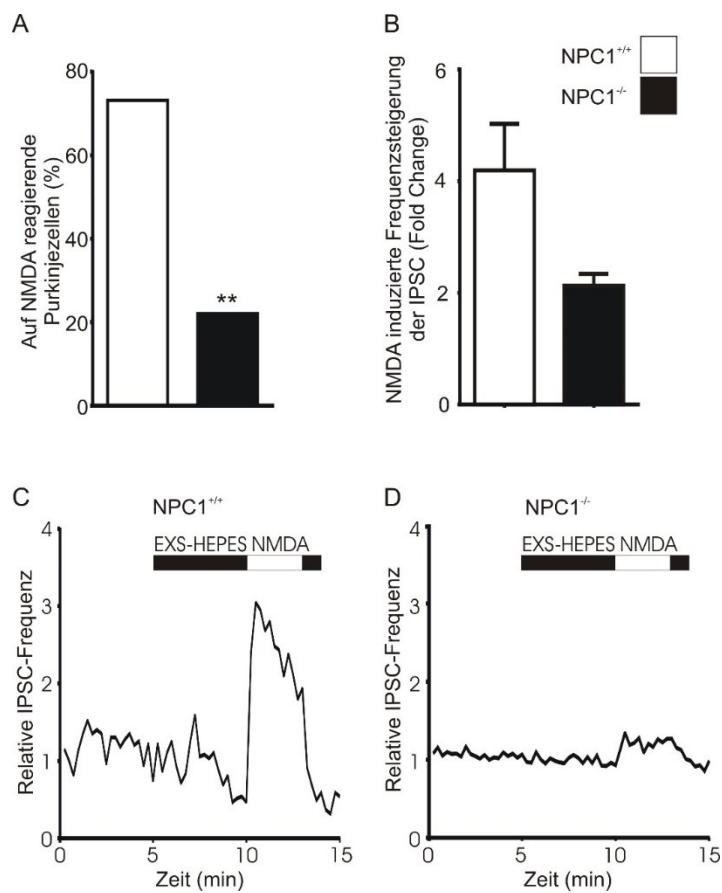 A
Auf NMDA reagierende
Purkinjezellen (%)
80
60
40
20
0
**
B
NPC1+/+
NPC1-/-
NMDA induzierte Frequenzsteigerung
der IPSC (Fold Change)
6
4
2
0
C
NPC1+/+
EXS-HEPES NMDA
Relative IPSC-Frequenz
4
3
2
1
0
0 5 10 15
Zeit (min)
D
NPC1-/-
EXS-HEPES NMDA
Relative IPSC-Frequenz
4
3
2
1
0
0 5 10 15
Zeit (min)